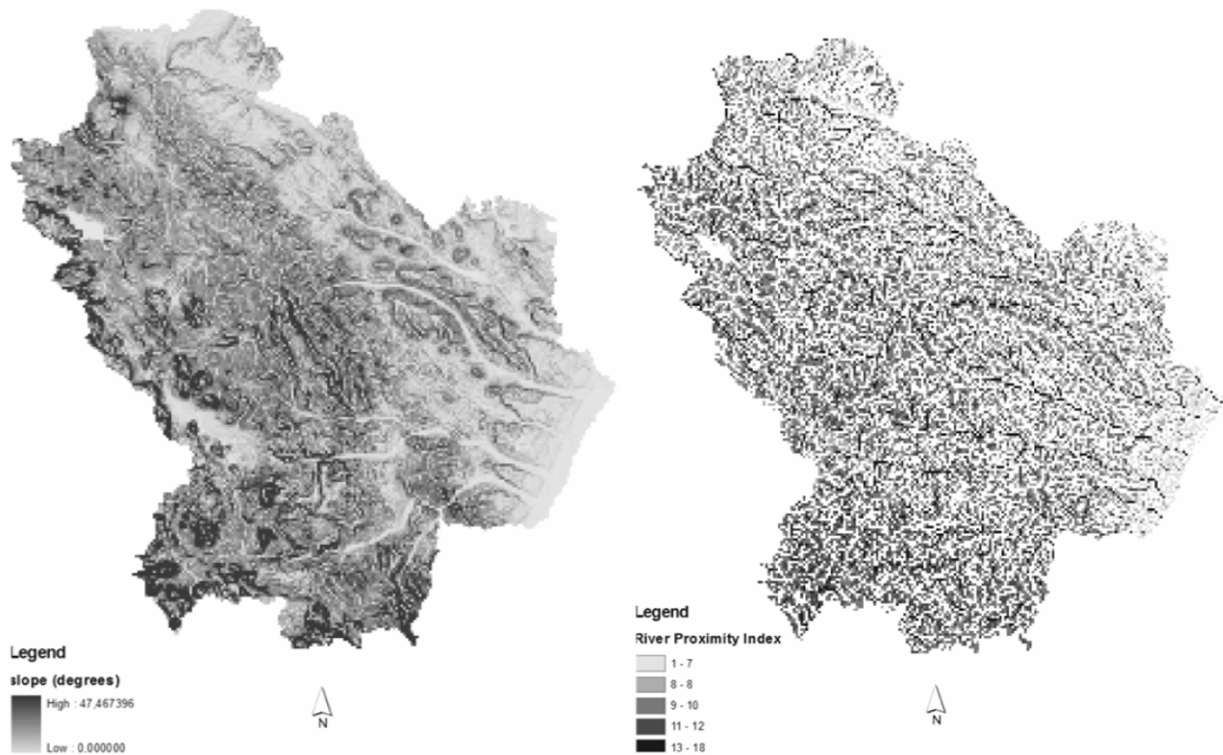 Legend
slope (degrees)
High : 47,467396
Low : 0,000000
N
Legend
River Proximity Index
1 - 7
8 - 8
9 - 10
11 - 12
13 - 18
N